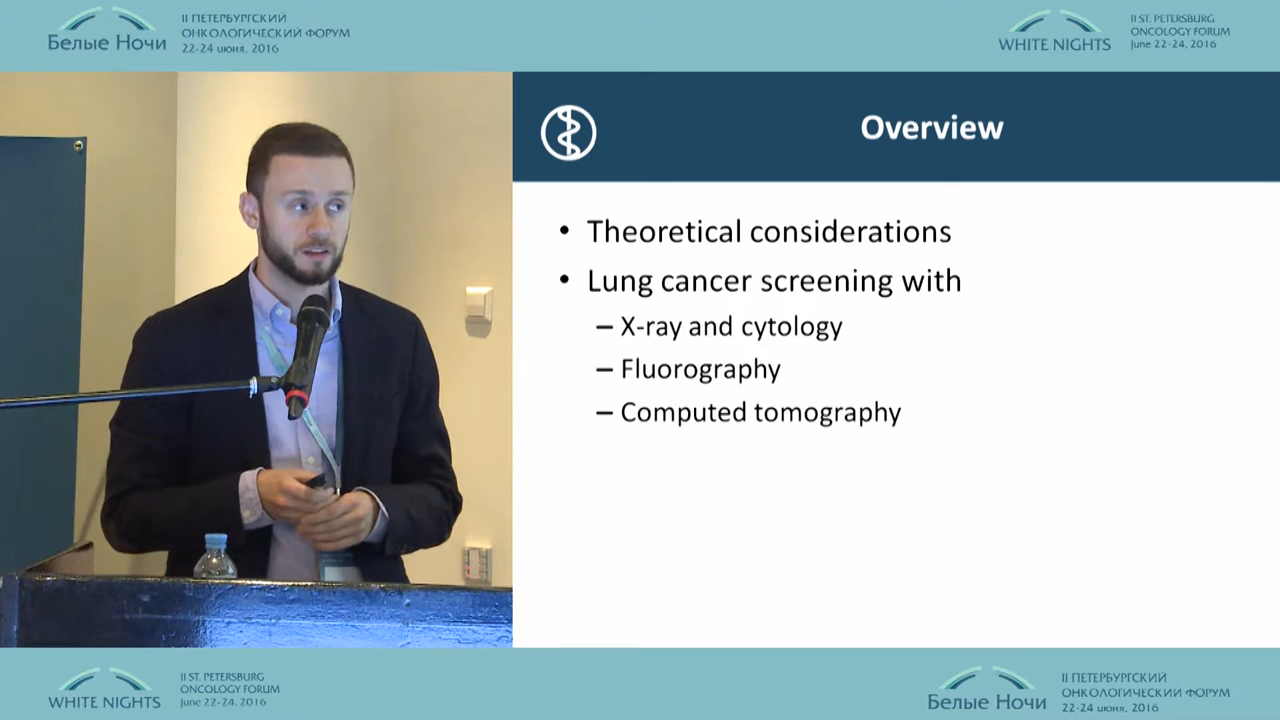 Белые Ночи
II ПЕТЕРБУРГСКИЙ
ОНКОЛОГИЧЕСКИЙ ФОРУМ
22-24 июня, 2016
WHITE NIGHTS
II ST. PETERSBURG
ONCOLOGY FORUM
June 22-24, 2016
Overview
• Theoretical considerations
• Lung cancer screening with
– X-ray and cytology
– Fluorography
– Computed tomography
WHITE NIGHTS
II ST. PETERSBURG
ONCOLOGY FORUM
June 22-24, 2016
Белые Ночи
II ПЕТЕРБУРГСКИЙ
ОНКОЛОГИЧЕСКИЙ ФОРУМ
22-24 июня, 2016